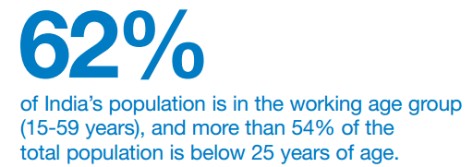 62%
of India's population is in the working age group
(15-59 years), and more than 54% of the
total population is below 25 years of age.